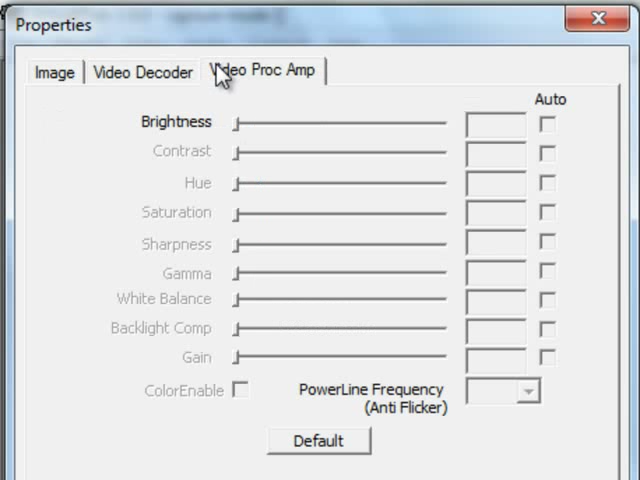 Properties
Image Video Decoder Video Proc Amp
Auto
Brightness
Contrast
Hue
Saturation
Sharpness
Gamma
White Balance
Backlight Comp
Gain
ColorEnable PowerLine Frequency
(Anti Flicker)
Default